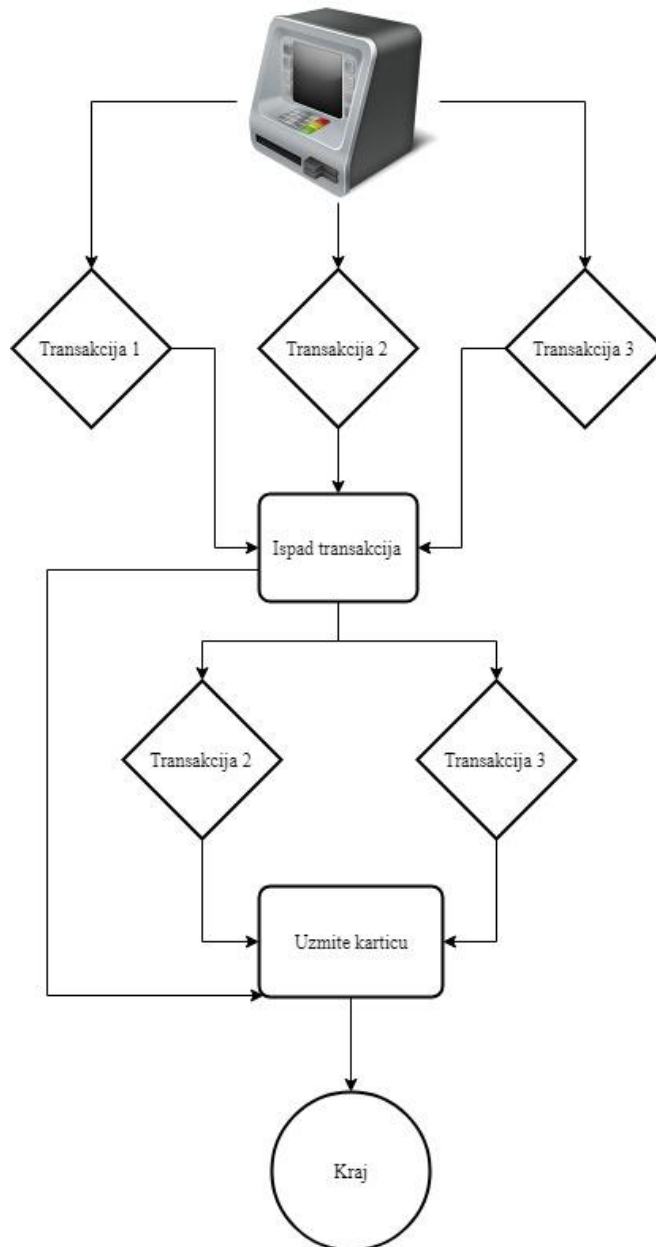 Transakcija 1
Transakcija 2
Transakcija 3
Ispad transakcija
Transakcija 2
Transakcija 3
Uzmite karticu
Kraj